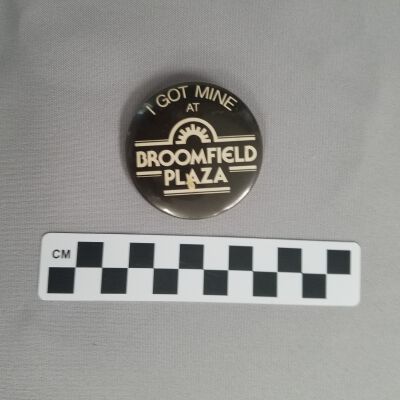 I GOT MINE
AT
BROOMFIELD
PLAZA
CM